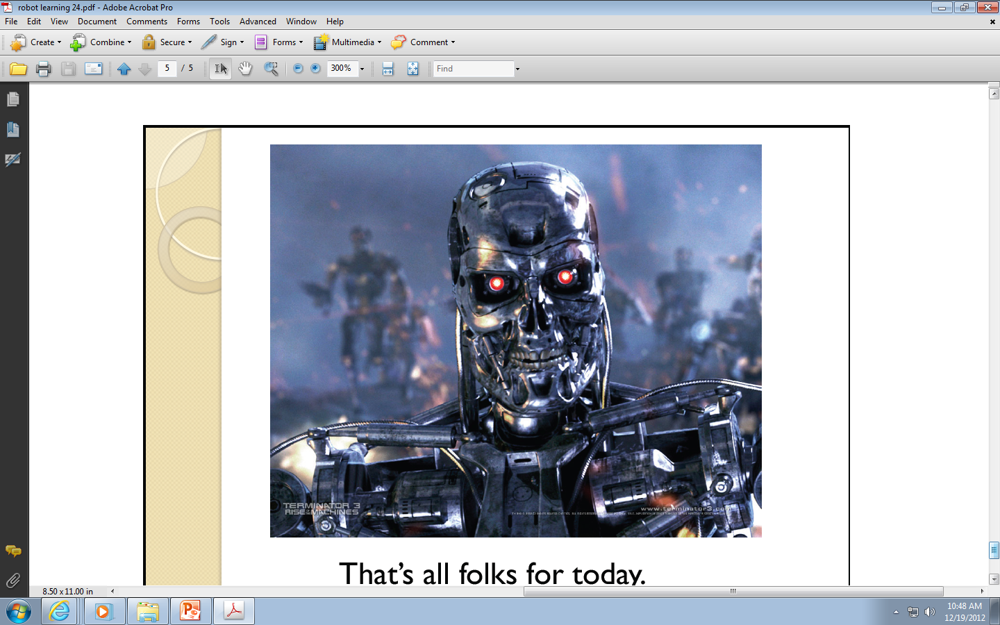 robot learning 24.pdf - Adobe Acrobat Pro
File Edit View Document Comments Forms Tools Advanced Window Help
Create Combine Secure Sign Forms Multimedia Comment
5 / 5 300% Find
TERMINATOR 3
RISE OF THE MACHINES
www.terminator3.com
That’s all folks for today.
8.50 x 11.00 in
10:48 AM
12/19/2012